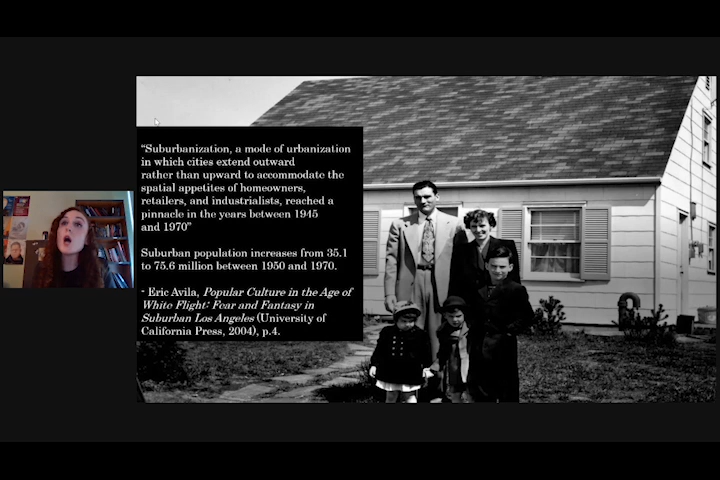 “Suburbanization, a mode of urbanization
in which cities extend outward
rather than upward to accommodate the
spatial appetites of homeowners,
retailers, and industrialists, reached a
pinnacle in the years between 1945
and 1970”
Suburban population increases from 35.1
to 75.6 million between 1950 and 1970.
- Eric Avila, Popular Culture in the Age of
White Flight: Fear and Fantasy in
Suburban Los Angeles (University of
California Press, 2004), p.4.